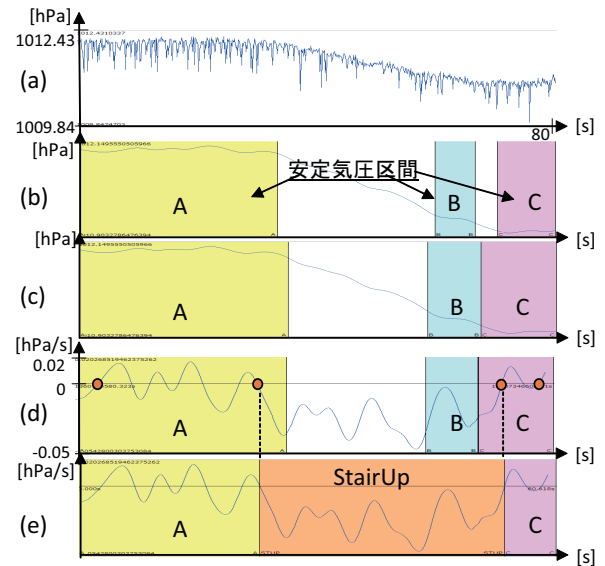 [hPa]
1012.43
(a)
1009.84
80
[s]
[hPa]
安定気圧区間
(b)
A
B
C
[s]
[hPa]
(c)
A
B
C
[s]
[hPa/s]
0.02
0
(d)
A
B
C
-0.05
[s]
[hPa/s]
StairUp
(e)
A
C
[s]